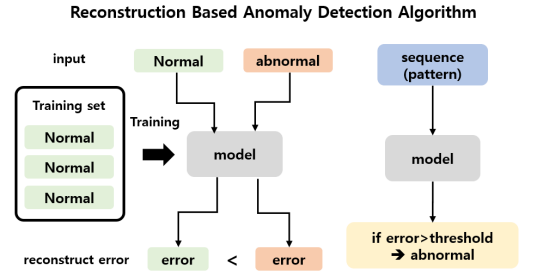 Reconstruction Based Anomaly Detection Algorithm
input
Normal
abnormal
sequence
(pattern)
Training set
Normal
Normal
Normal
Training
model
model
reconstruct error
error
<
error
if error>threshold
➔ abnormal